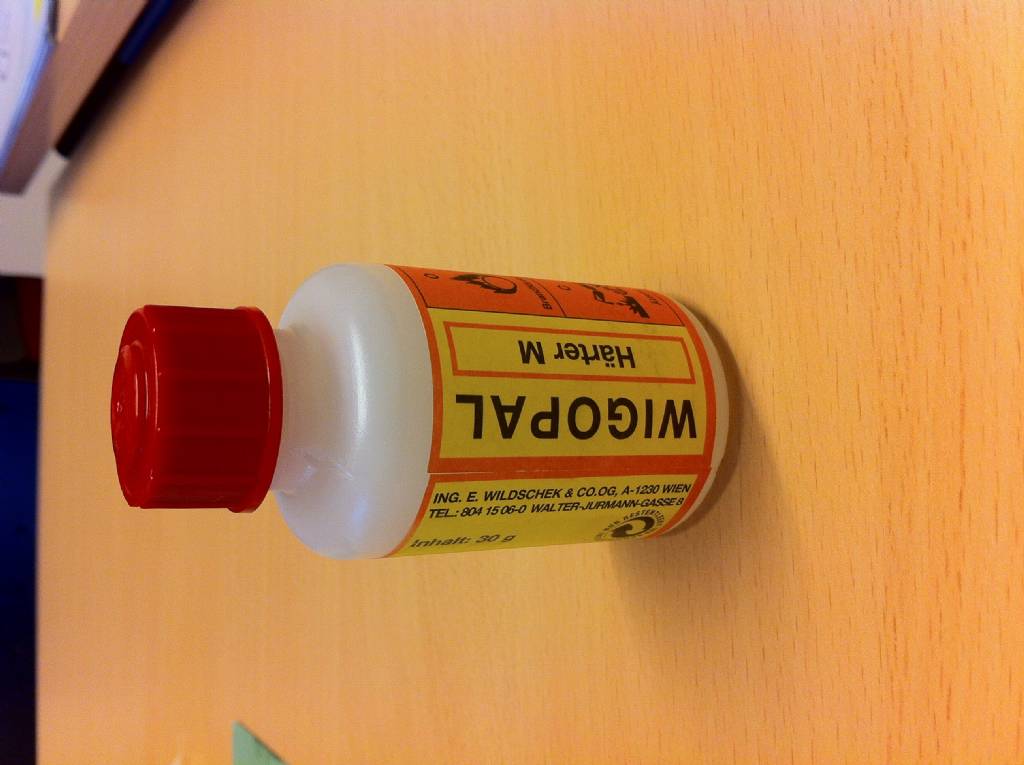 WIGOPAL
Härter M
ING. E. WILDSCHEK & CO.OG, A-1230 WIEN
TEL.: 804 15 06-0 WALTER-JURMANN-GASSE 8
Inhalt: 30 g
O
C